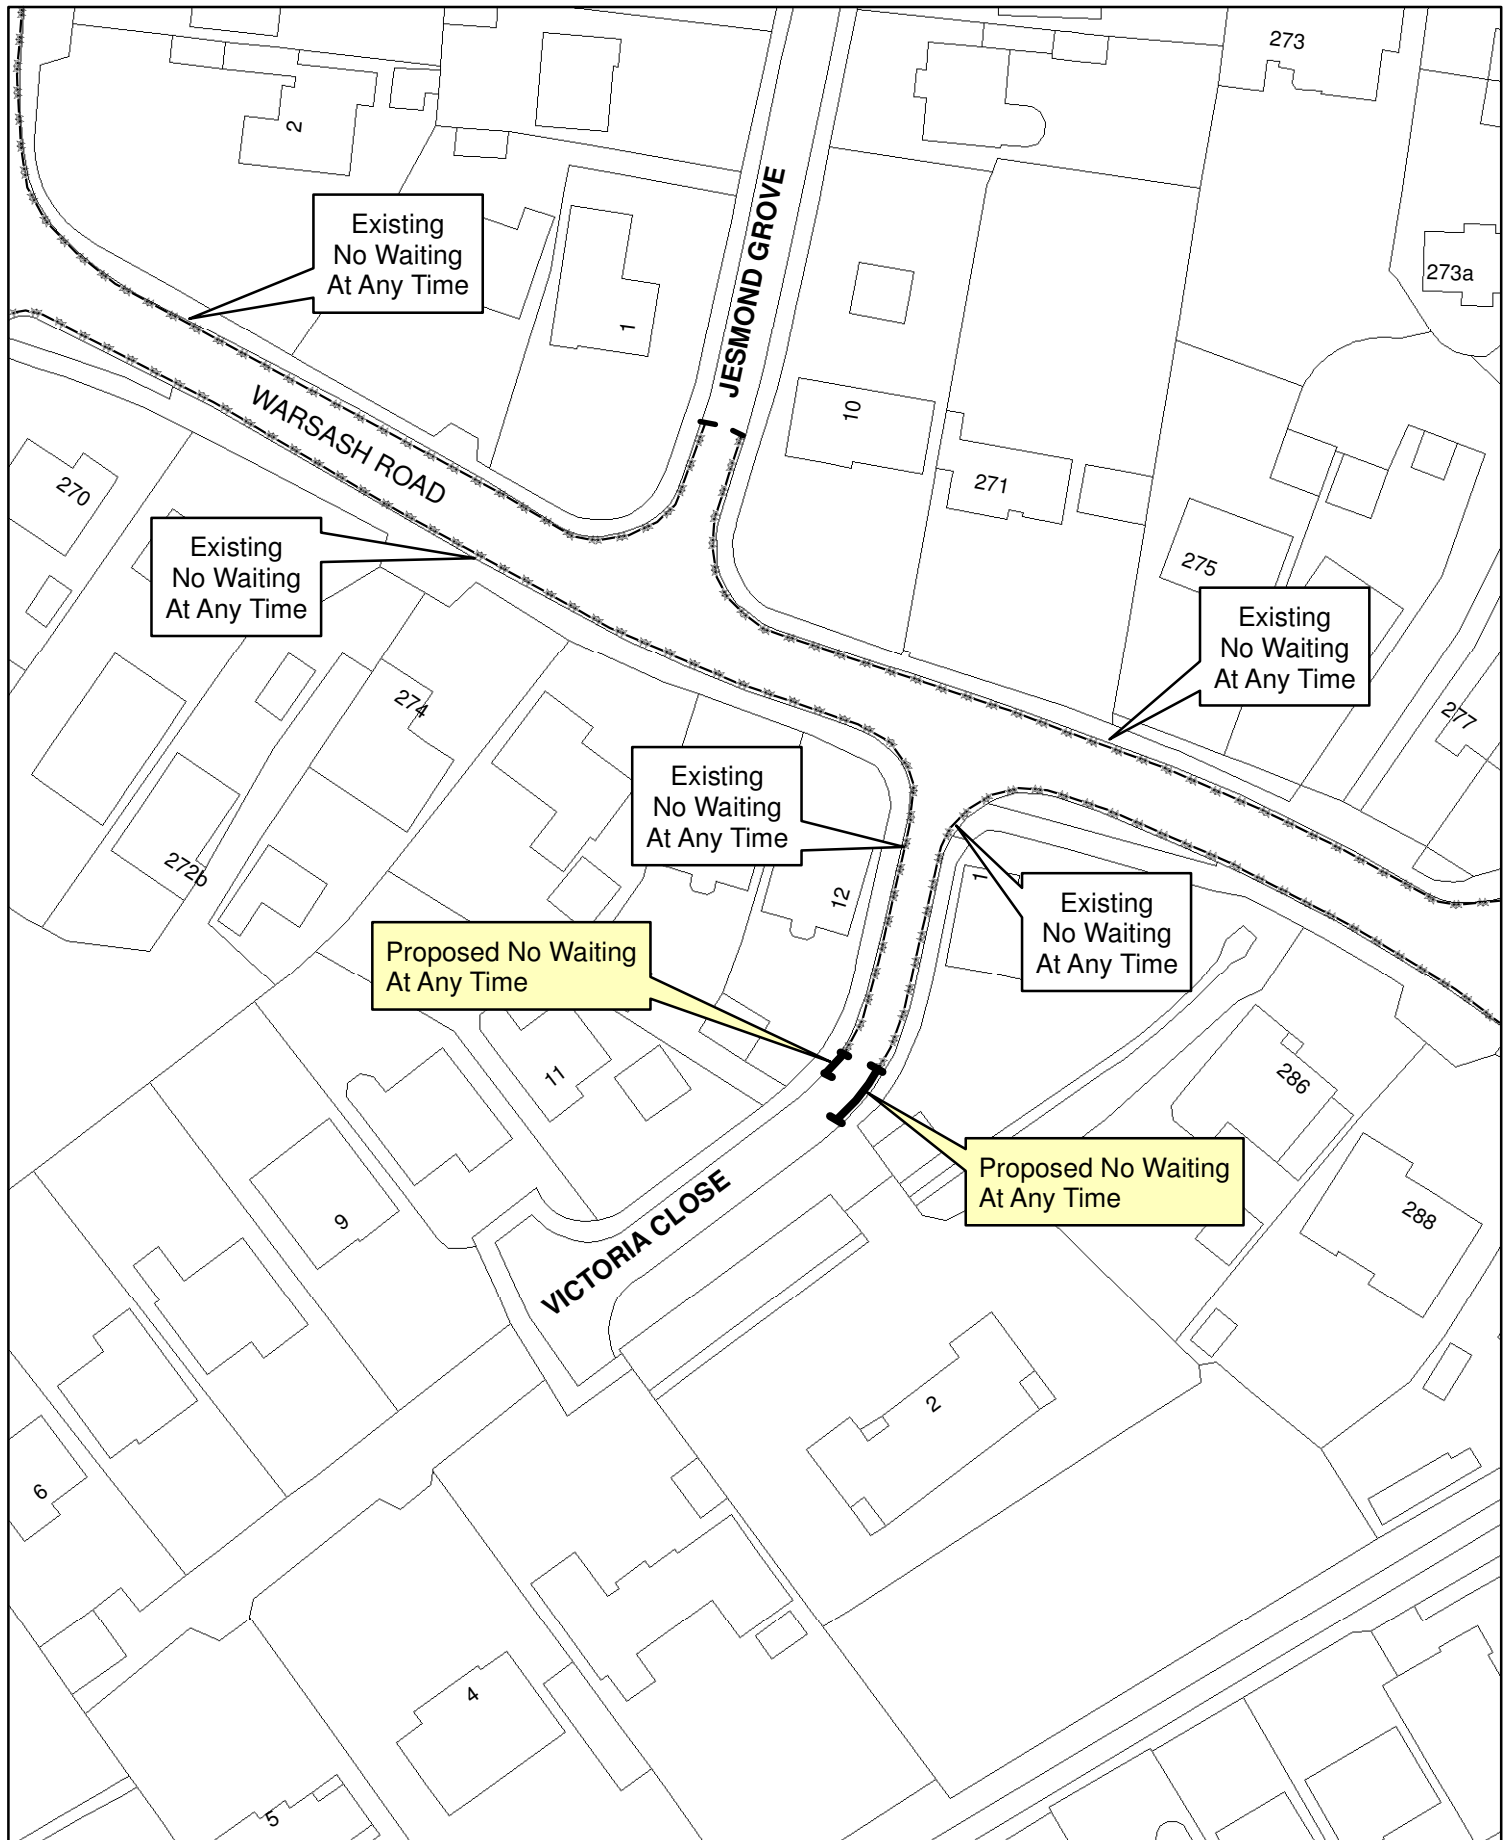 273
2
Existing
No Waiting
At Any Time
JESMOND GROVE
273a
1
WARSASH ROAD
10
270
271
275
Existing
No Waiting
At Any Time
Existing
No Waiting
At Any Time
274
277
Existing
No Waiting
At Any Time
272b
12
1
Existing
No Waiting
At Any Time
Proposed No Waiting
At Any Time
11
286
Proposed No Waiting
At Any Time
9
288
VICTORIA CLOSE
2
6
4
5